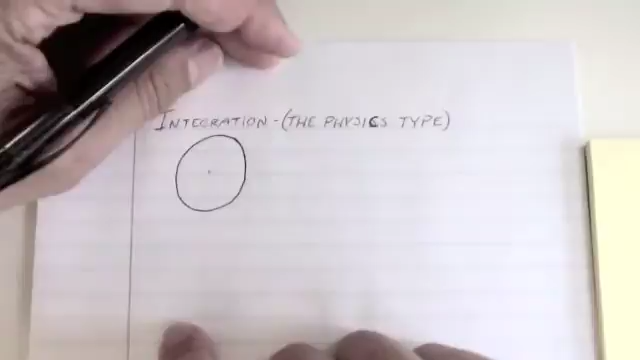 INTEGRATION - (THE PHYSICS TYPE)